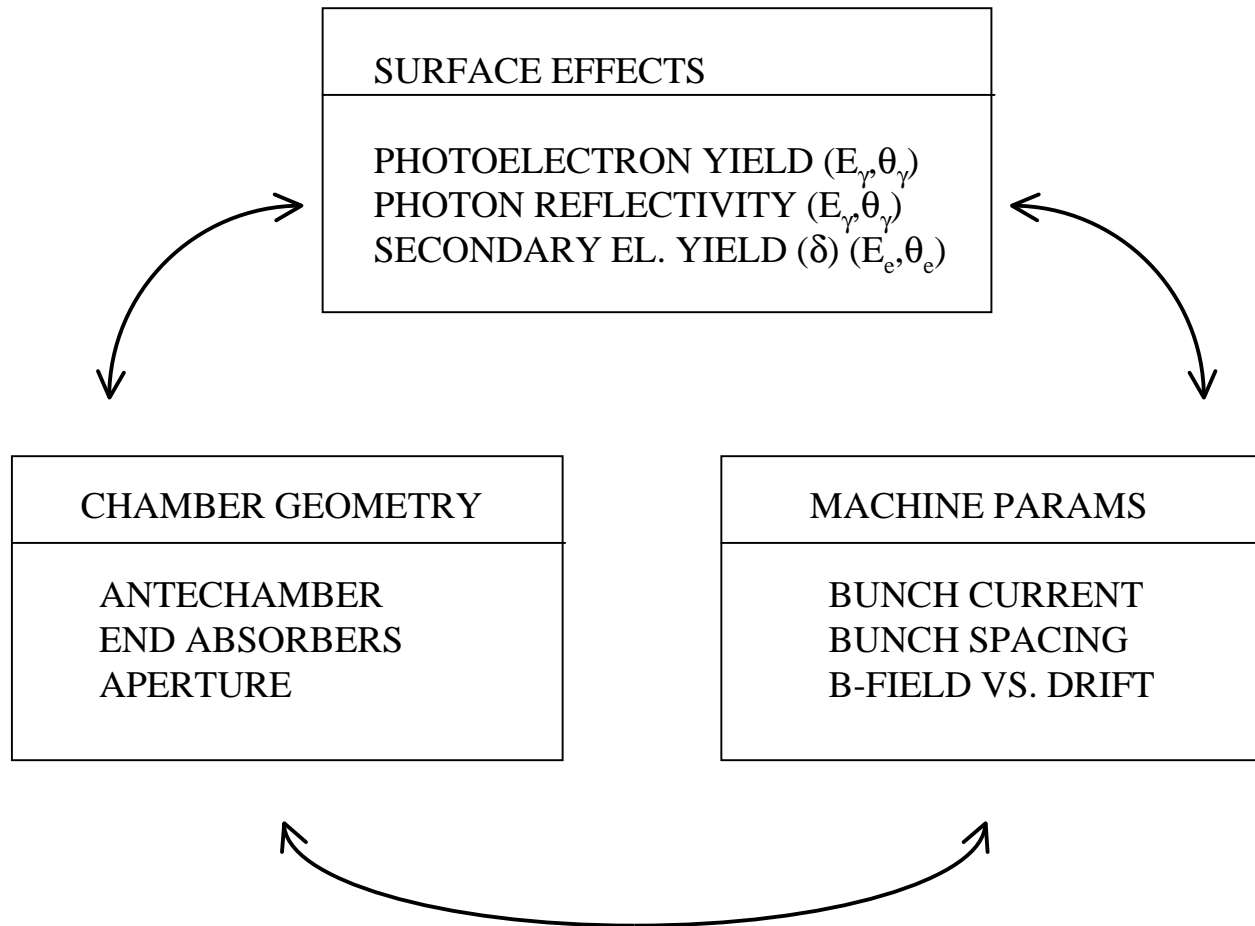 SURFACE EFFECTS
PHOTOELECTRON YIELD (Eγ,θγ)
PHOTON REFLECTIVITY (Eγ,θγ)
SECONDARY EL. YIELD (δ) (Ee,θe)
CHAMBER GEOMETRY
ANTECHAMBER
END ABSORBERS
APERTURE
MACHINE PARAMS
BUNCH CURRENT
BUNCH SPACING
B-FIELD VS. DRIFT